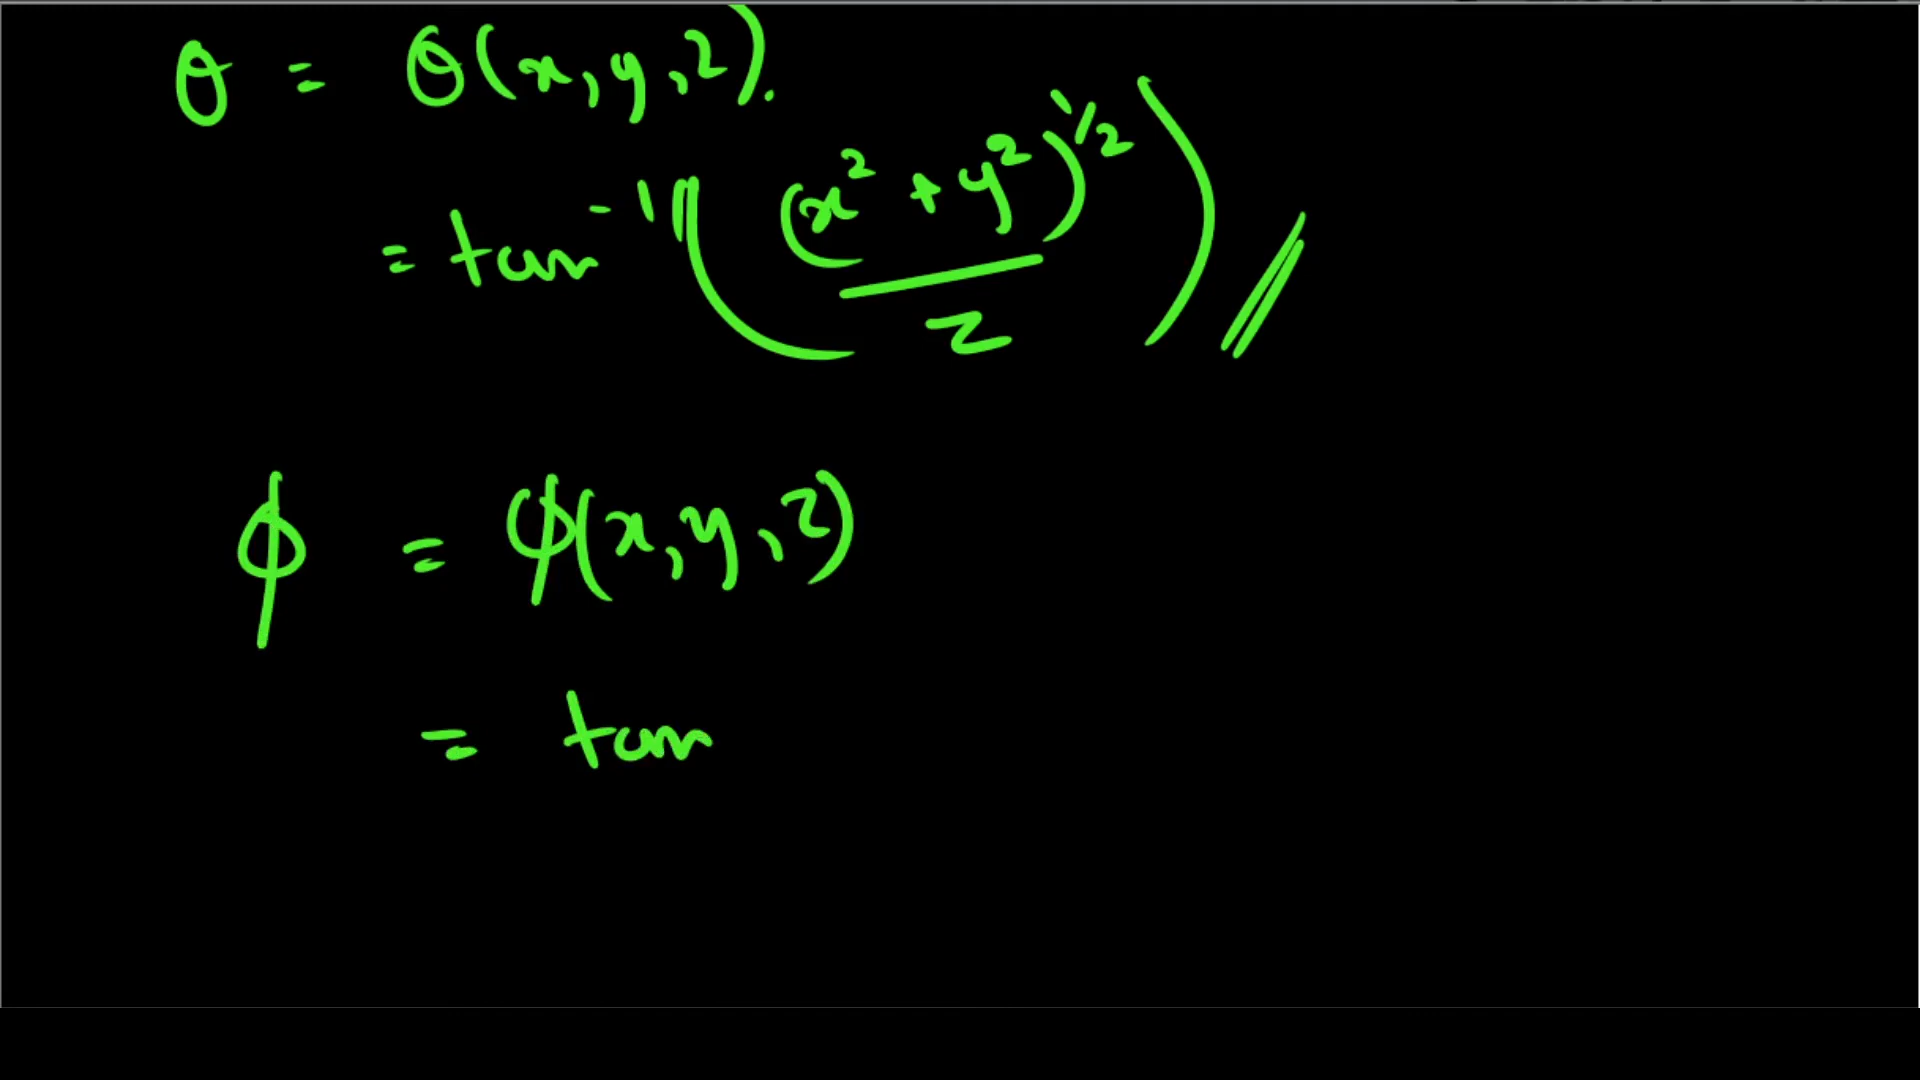 θ = θ(x, y, z).
= tan⁻¹((x² + y²)^1/2 / z) //
ϕ = ϕ(x, y, z)
= tan